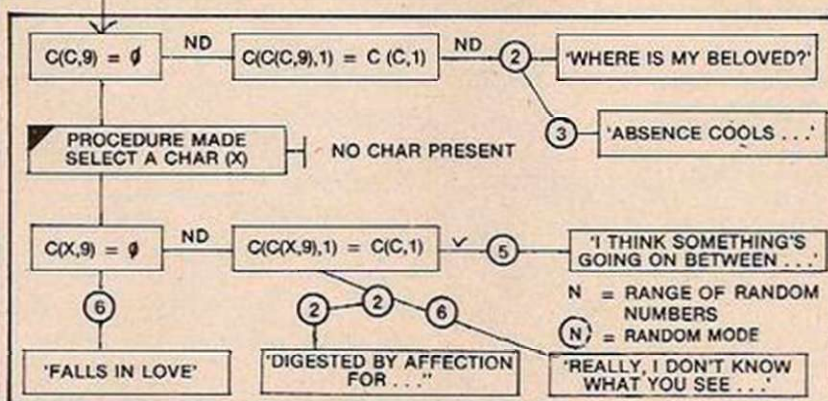 C(C,9) = ø
ND
C(C(C,9),1) = C (C,1)
ND
2
'WHERE IS MY BELOVED?'
3
'ABSENCE COOLS . . .'
PROCEDURE MADE
SELECT A CHAR (X)
NO CHAR PRESENT
C(X,9) = ø
ND
C(C(X,9),1) = C(C,1)
5
'I THINK SOMETHING'S
GOING ON BETWEEN . . .'
6
2
2
6
N = RANGE OF RANDOM
NUMBERS
(N) = RANDOM MODE
'FALLS IN LOVE'
'DIGESTED BY AFFECTION
FOR . . ."
'REALLY, I DON'T KNOW
WHAT YOU SEE . . .'